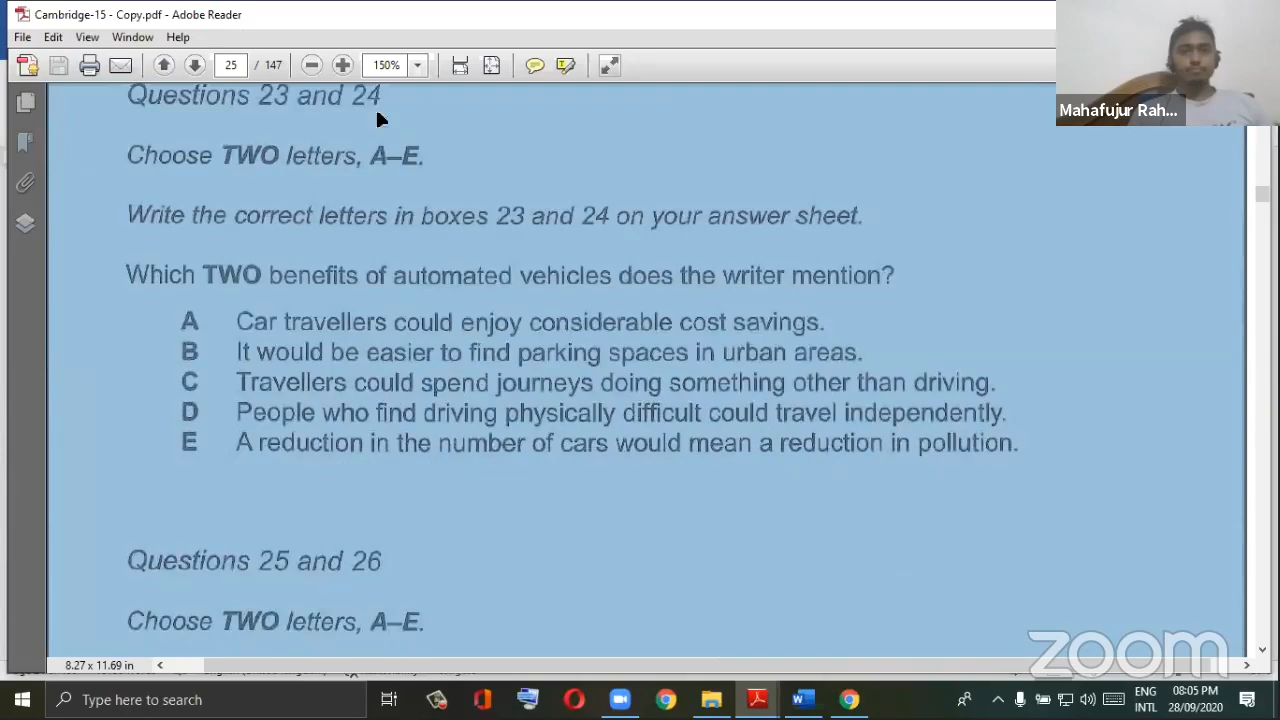 Cambridge-15 - Copy.pdf - Adobe Reader
File Edit View Window Help
25 / 147 150%
Mahafujur Rah...
Questions 23 and 24
Choose TWO letters, A–E.
Write the correct letters in boxes 23 and 24 on your answer sheet.
Which TWO benefits of automated vehicles does the writer mention?
A Car travellers could enjoy considerable cost savings.
B It would be easier to find parking spaces in urban areas.
C Travellers could spend journeys doing something other than driving.
D People who find driving physically difficult could travel independently.
E A reduction in the number of cars would mean a reduction in pollution.
Questions 25 and 26
Choose TWO letters, A–E.
zoom
8.27 x 11.69 in
Type here to search
ENG
INTL
08:05 PM
28/09/2020